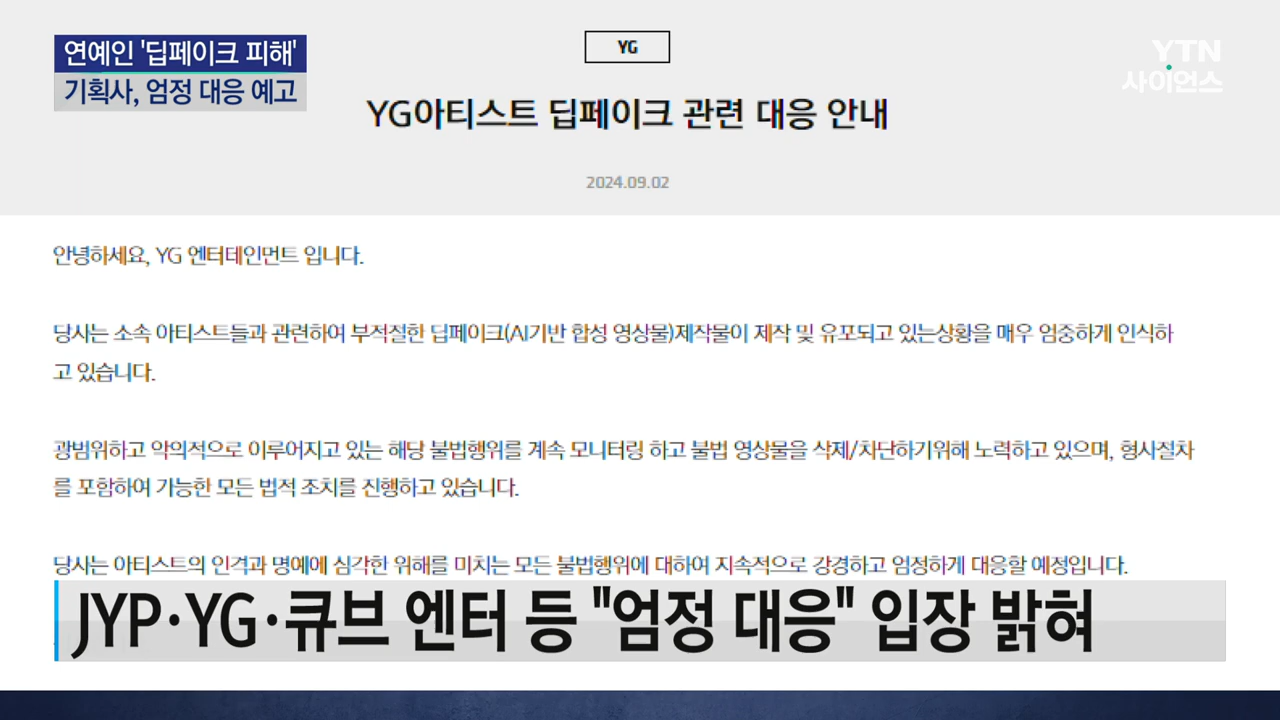 연예인 '딥페이크 피해'
기획사, 엄정 대응 예고
YG
YTN
사이언스
YG아티스트 딥페이크 관련 대응 안내
2024.09.02
안녕하세요, YG 엔터테인먼트 입니다.
당사는 소속 아티스트들과 관련하여 부적절한 딥페이크(AI기반 합성 영상물)제작물이 제작 및 유포되고 있는상황을 매우 엄중하게 인식하
고 있습니다.
광범위하고 악의적으로 이루어지고 있는 해당 불법행위를 계속 모니터링 하고 불법 영상물을 삭제/차단하기위해 노력하고 있으며, 형사절차
를 포함하여 가능한 모든 법적 조치를 진행하고 있습니다.
당사는 아티스트의 인격과 명예에 심각한 위해를 미치는 모든 불법행위에 대하여 지속적으로 강경하고 엄정하게 대응할 예정입니다.
JYP·YG·큐브 엔터 등 "엄정 대응" 입장 밝혀